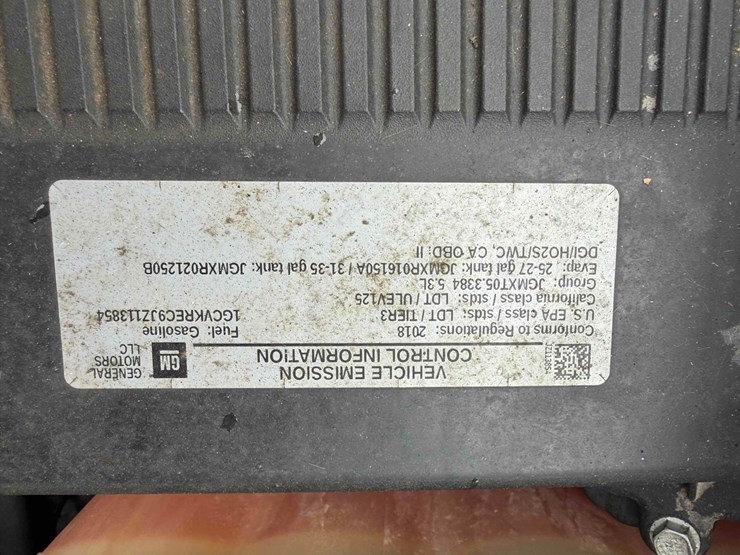 VEHICLE EMISSION
CONTROL INFORMATION
GM
GENERAL
MOTORS
LLC
Conforms to Regulations: 2018
Fuel: Gasoline
U.S. EPA class / stds: LDT / TIER3
1GCVKREC9JZ113854
California class / stds: LDT / ULEV125
Group: JGMXT05.3384 5.3L
Evap: 25-27 gal tank: JGMXR016150A / 31-35 gal tank: JGMXR021250B
DGI/HO2S/TWC, CA OBD: II